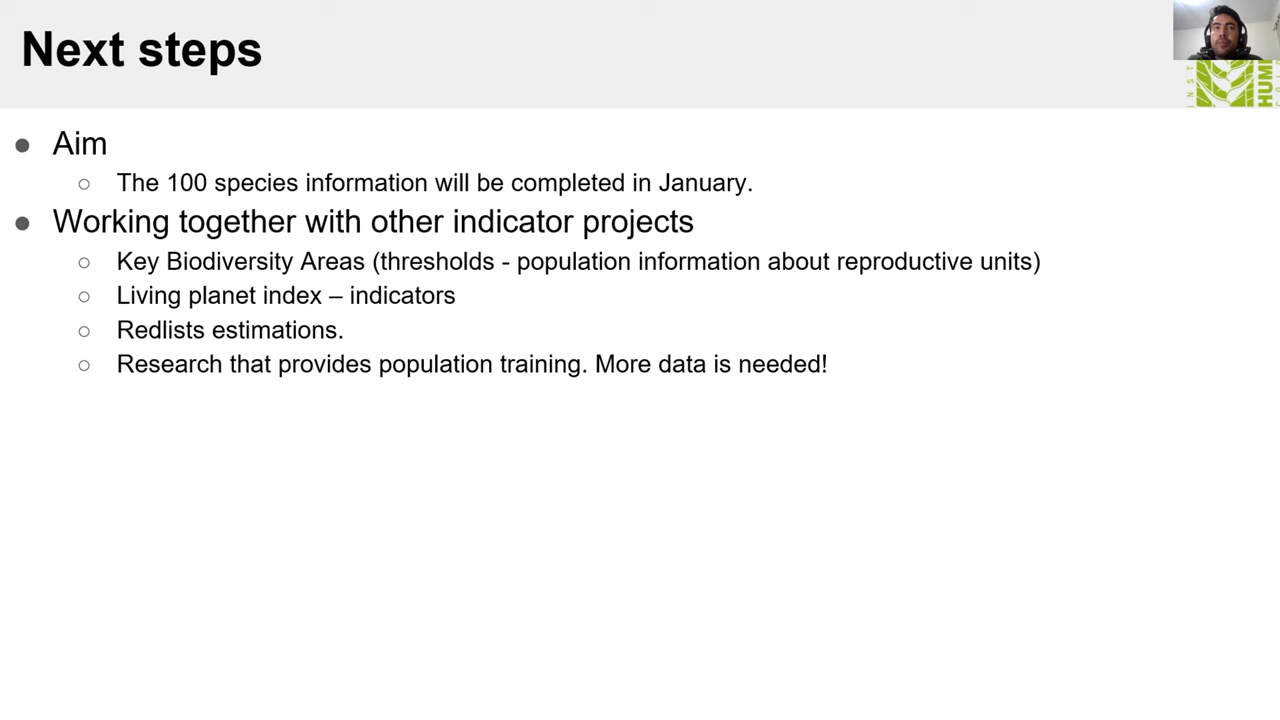 Next steps
● Aim
○ The 100 species information will be completed in January.
● Working together with other indicator projects
○ Key Biodiversity Areas (thresholds - population information about reproductive units)
○ Living planet index – indicators
○ Redlists estimations.
○ Research that provides population training. More data is needed!
INST
HUM